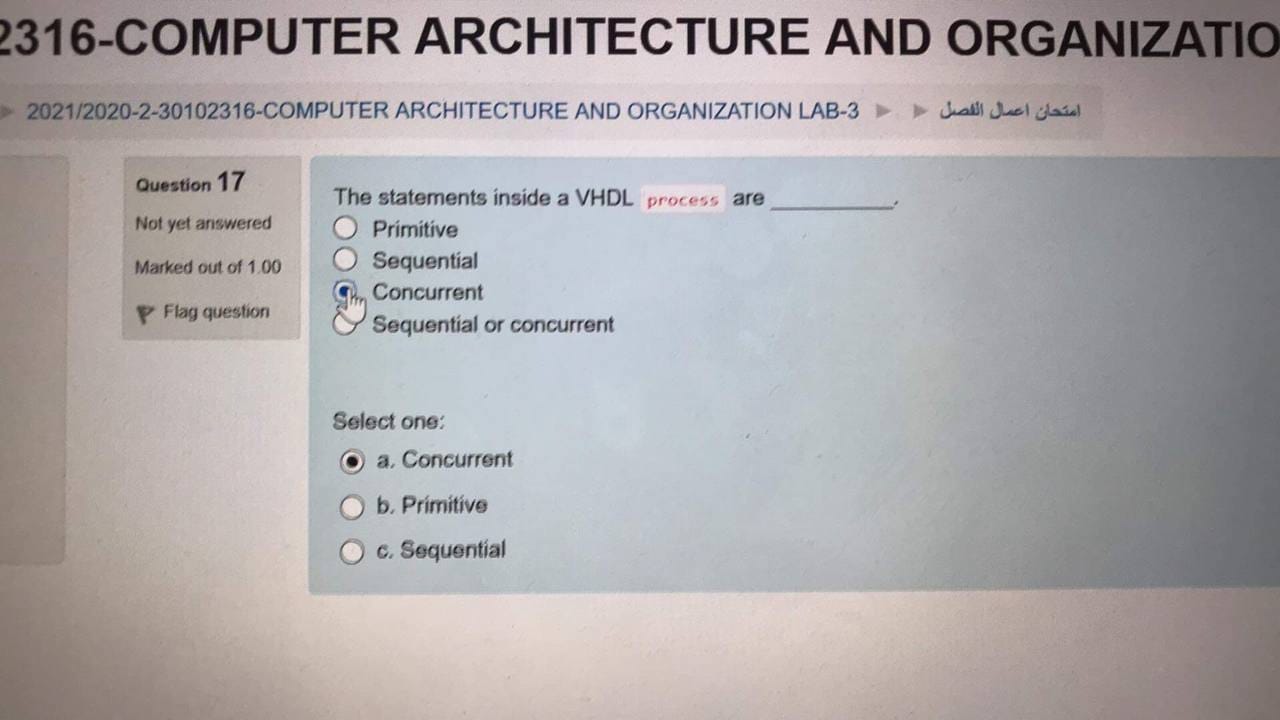 2316-COMPUTER ARCHITECTURE AND ORGANIZATIO
2021/2020-2-30102316-COMPUTER ARCHITECTURE AND ORGANIZATION LAB-3 امتحان اعمال الفصل
Question 17
Not yet answered
Marked out of 1.00
Flag question
The statements inside a VHDL process are __________.
Primitive
Sequential
Concurrent
Sequential or concurrent
Select one:
a. Concurrent
b. Primitive
c. Sequential